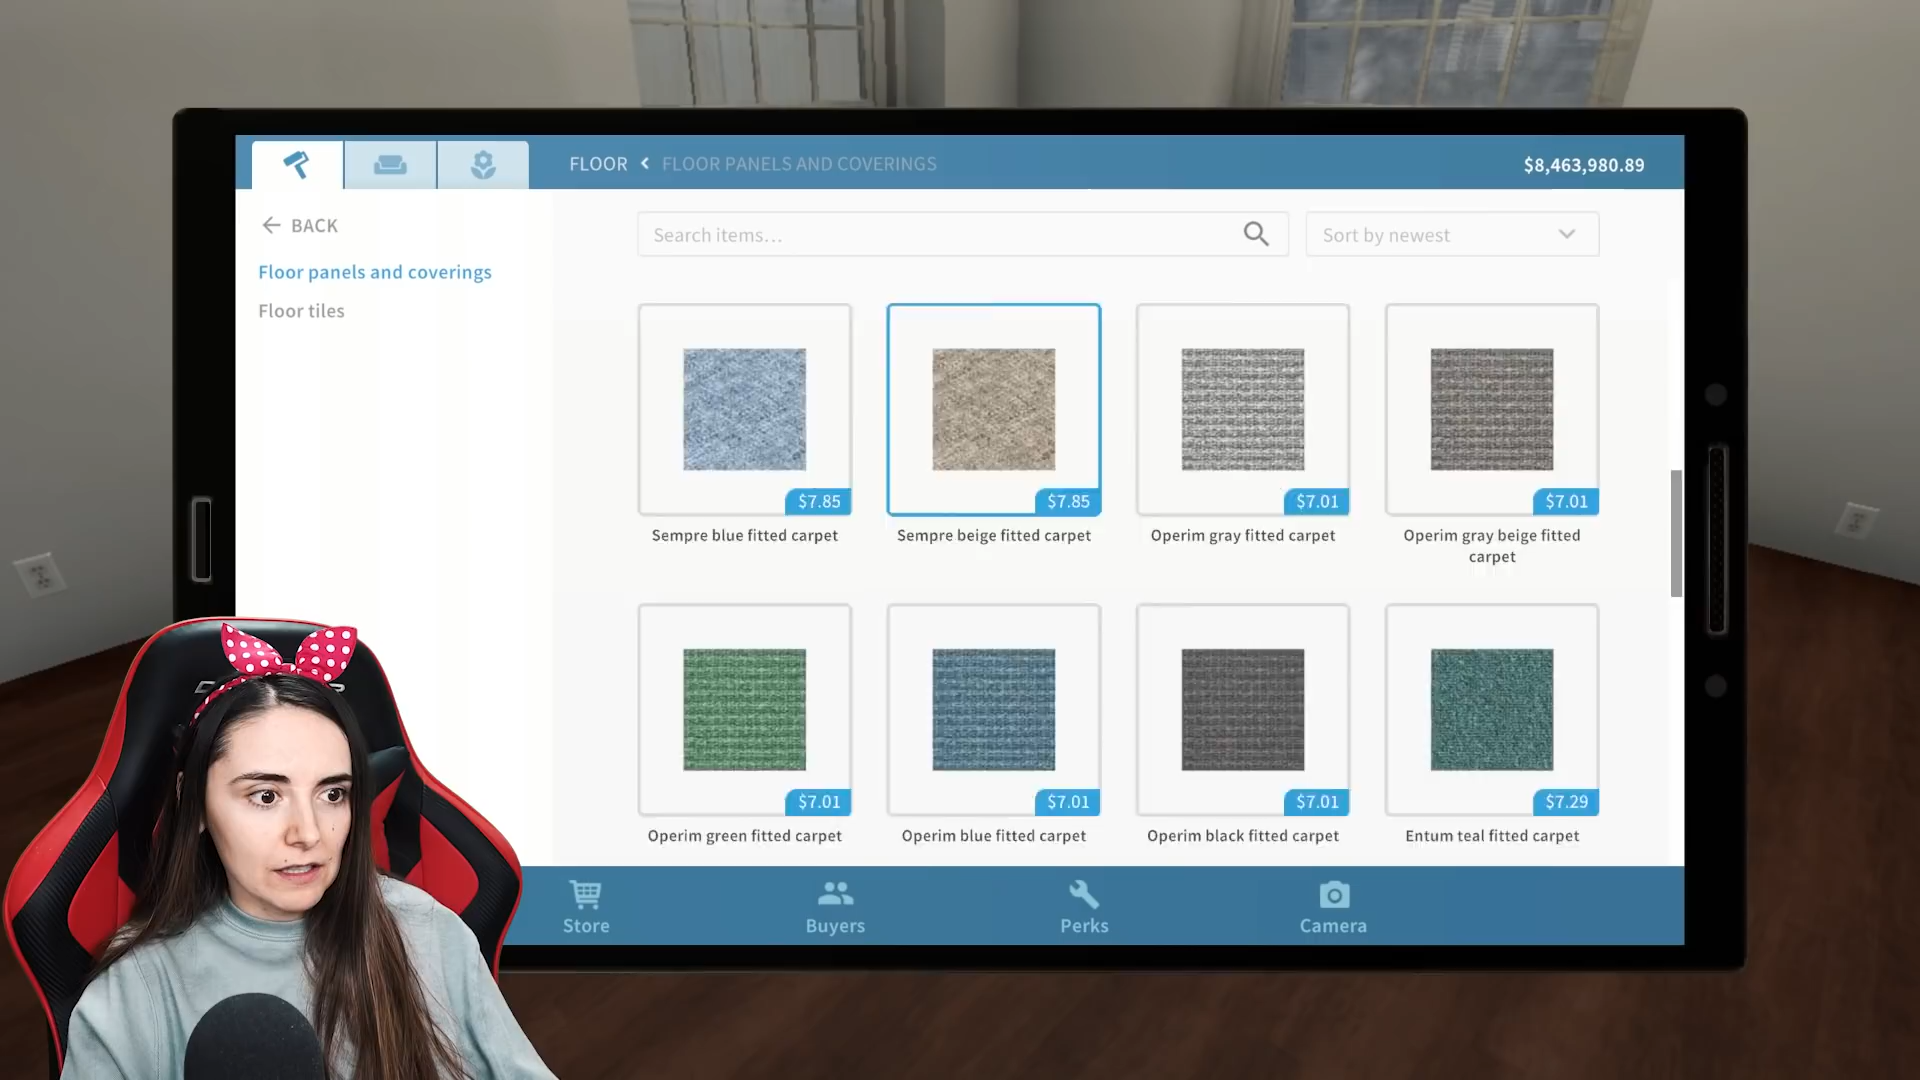 FLOOR < FLOOR PANELS AND COVERINGS
$8,463,980.89
← BACK
Floor panels and coverings
Floor tiles
Search items...
Sort by newest
$7.85
$7.85
$7.01
$7.01
Sempre blue fitted carpet
Sempre beige fitted carpet
Operim gray fitted carpet
Operim gray beige fitted
carpet
$7.01
$7.01
$7.01
$7.29
Operim green fitted carpet
Operim blue fitted carpet
Operim black fitted carpet
Entum teal fitted carpet
Store
Buyers
Perks
Camera